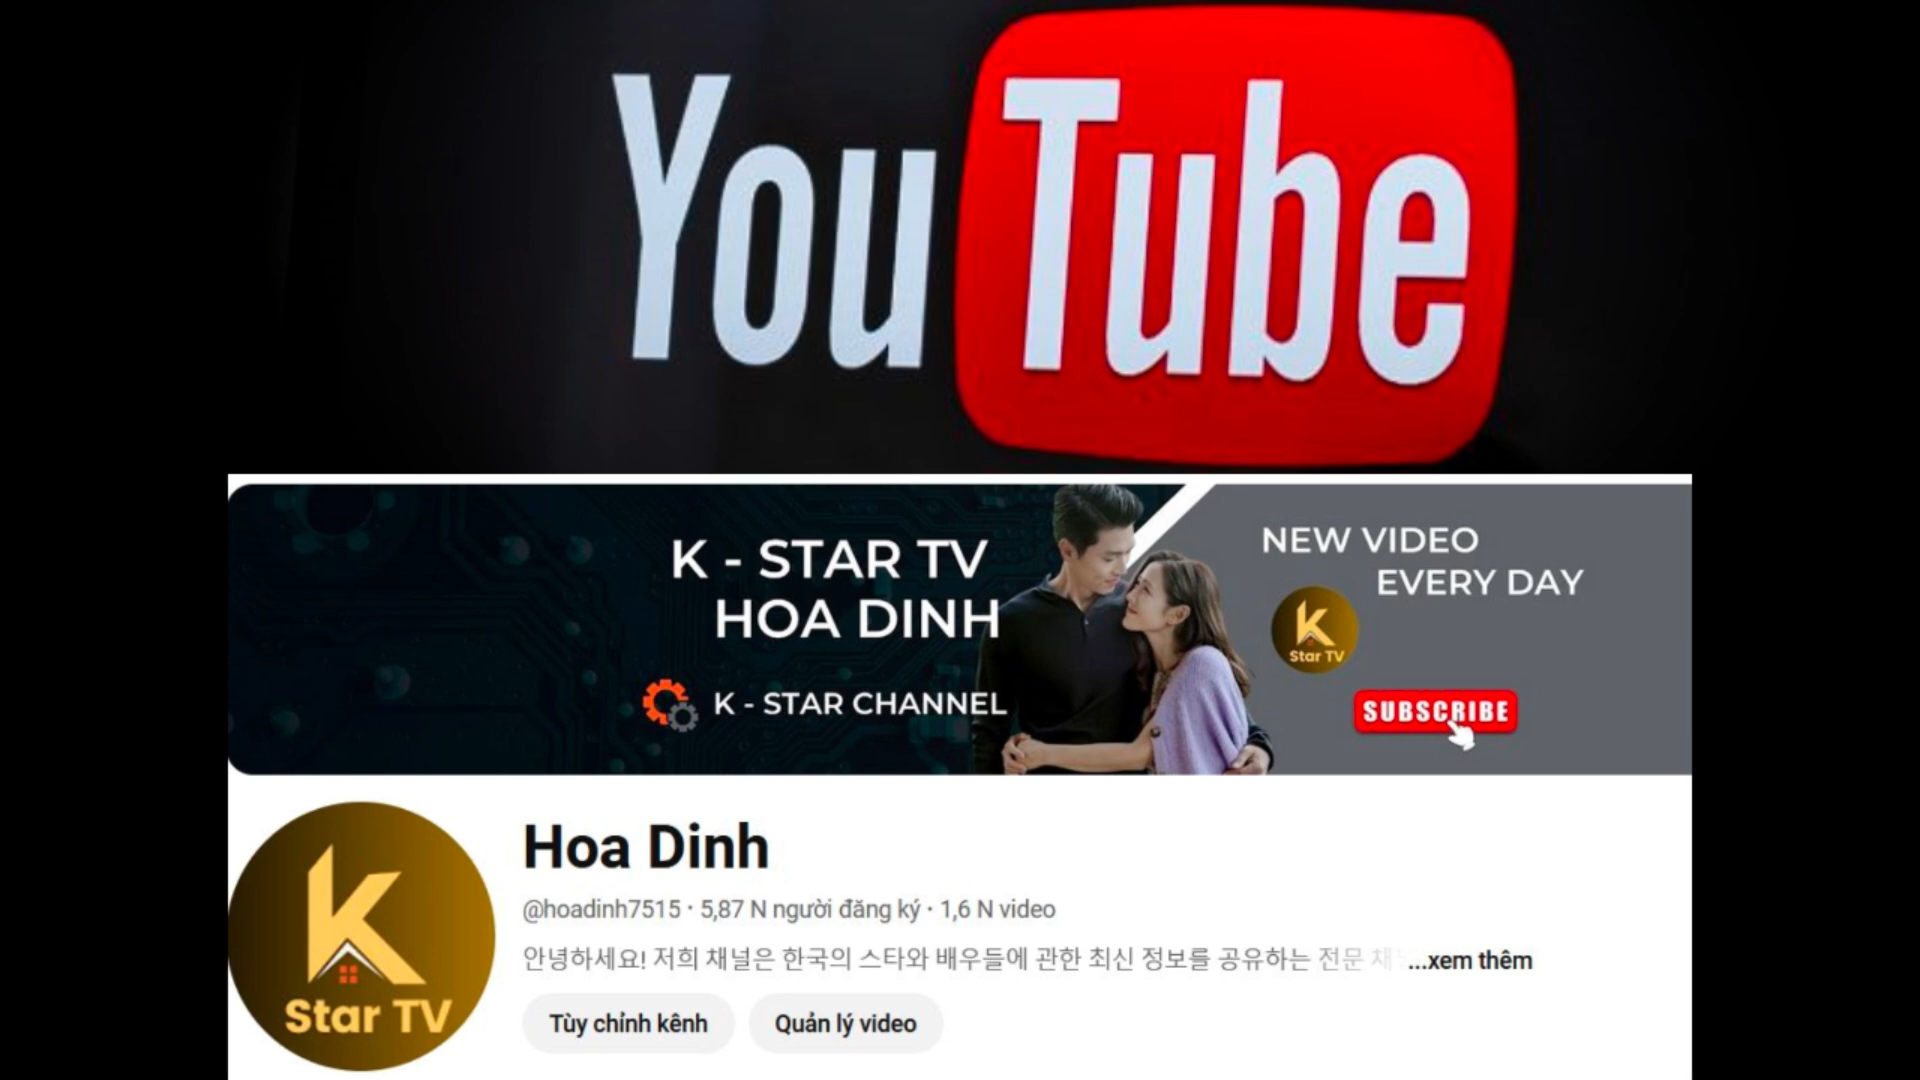 YouTube
K - STAR TV
HOA DINH
K - STAR CHANNEL
NEW VIDEO
EVERY DAY
K
Star TV
SUBSCRIBE
K
Star TV
Hoa Dinh
@hoadinh7515 · 5,87 N người đăng ký · 1,6 N video
안녕하세요! 저희 채널은 한국의 스타와 배우들에 관한 최신 정보를 공유하는 전문 ...xem thêm
Tùy chỉnh kênh
Quản lý video